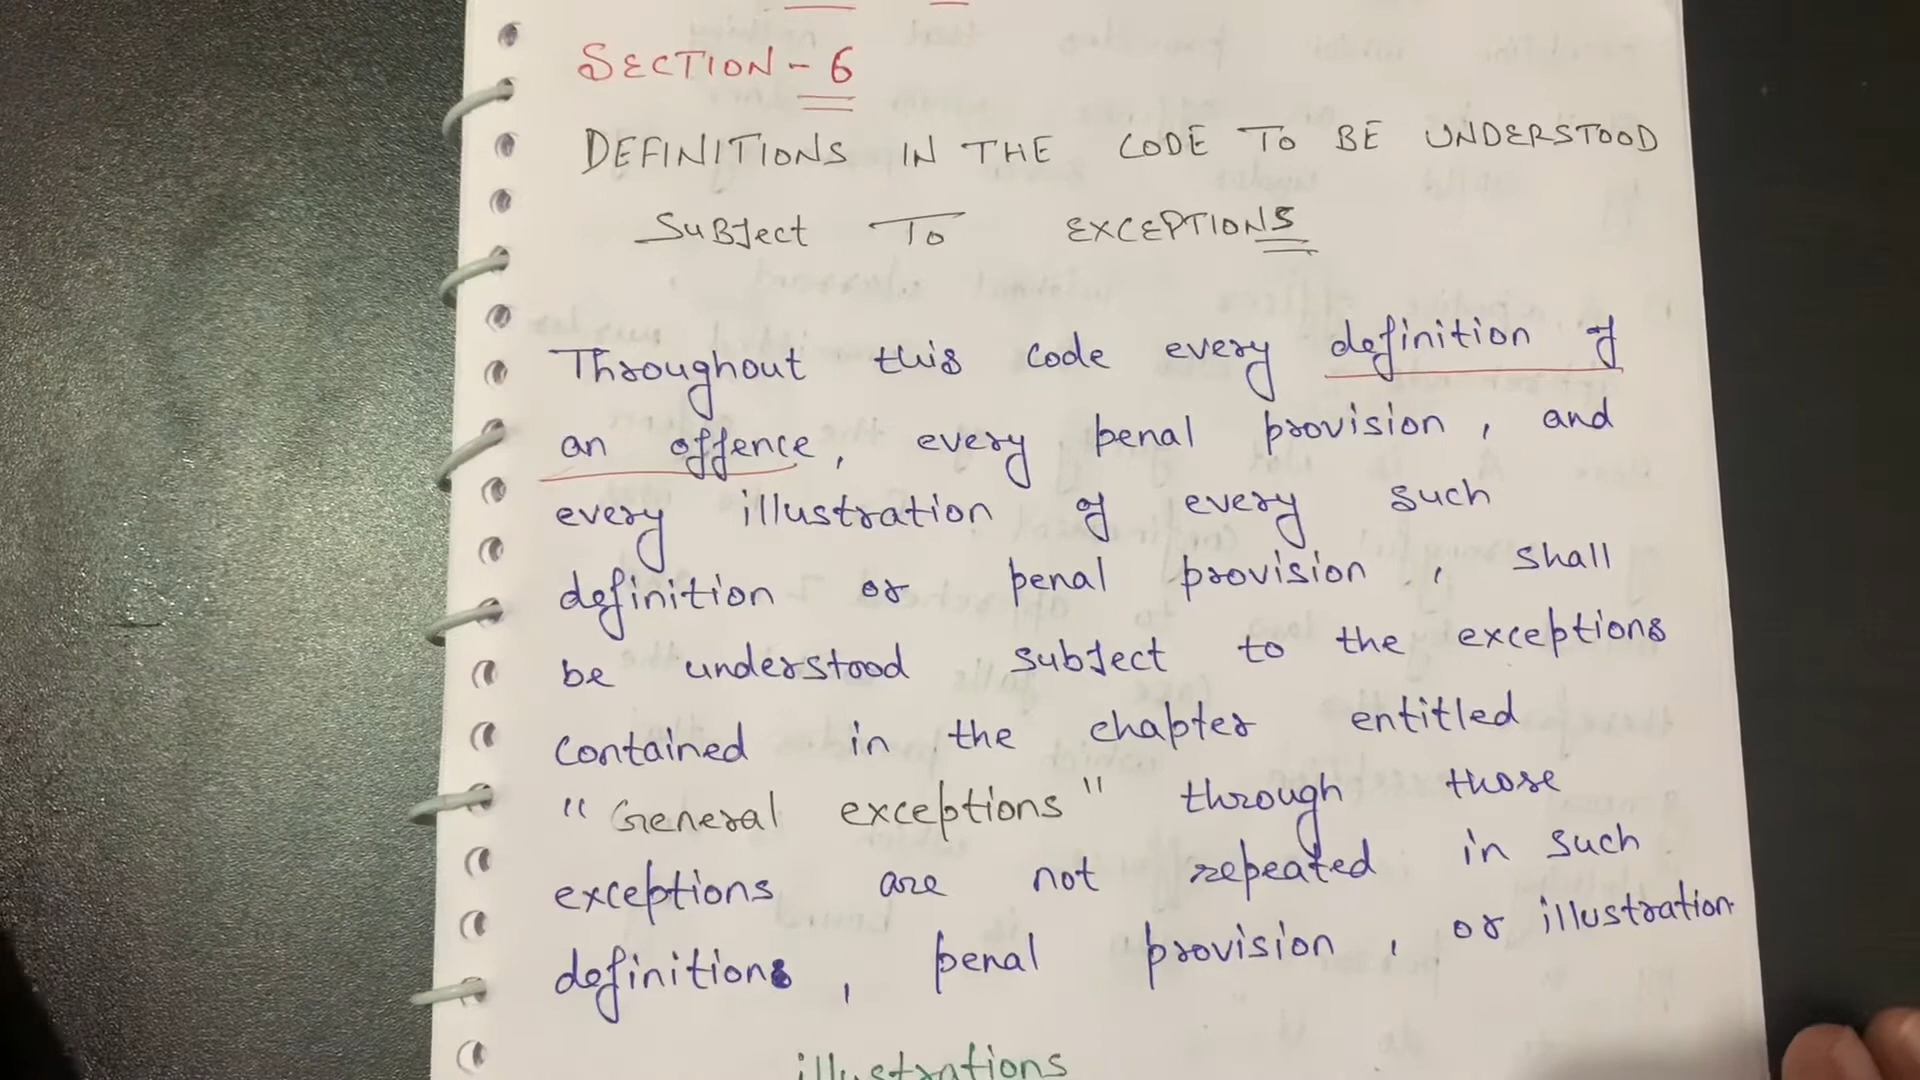 SECTION - 6
DEFINITIONS IN THE CODE TO BE UNDERSTOOD
SUBJECT TO EXCEPTIONS
Throughout this code every definition of
an offence, every penal provision, and
every illustration of every such
definition or penal provision, shall
be understood subject to the exceptions
contained in the chapter entitled
"General exceptions" through those
exceptions are not repeated in such
definitions, penal provision, or illustration.
illustrations